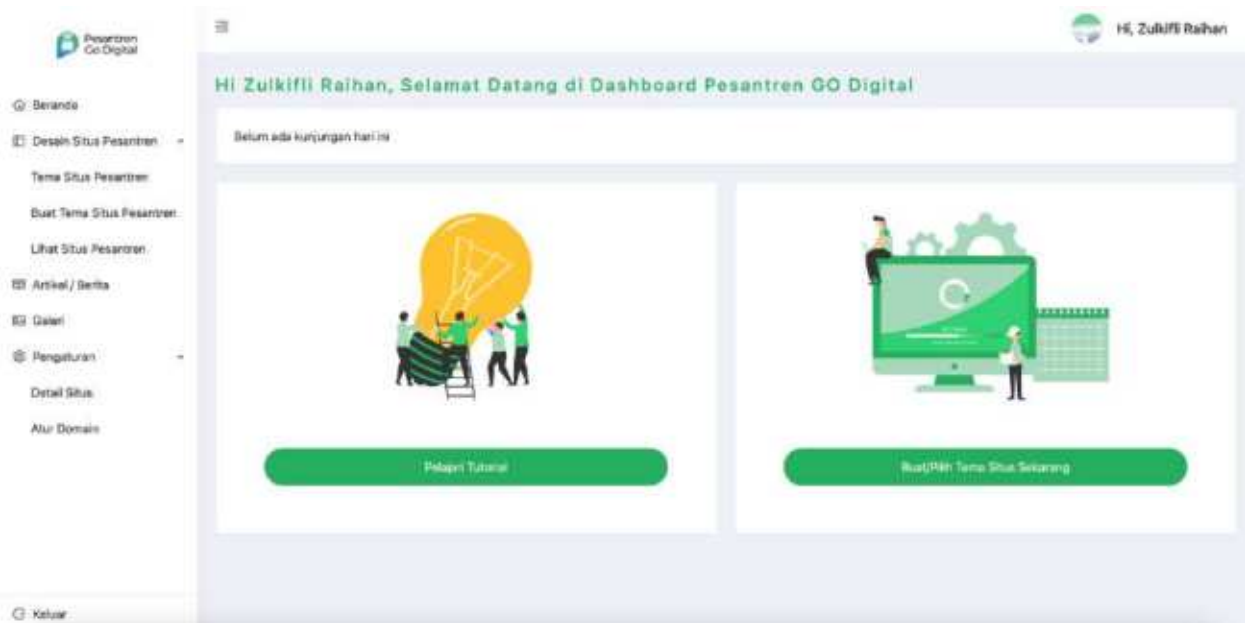 Pesantren
Go Digital
Hi, Zulkifli Raihan
Hi Zulkifli Raihan, Selamat Datang di Dashboard Pesantren GO Digital
Belum ada kunjungan hari ini
Beranda
Desain Situs Pesantren
Tema Situs Pesantren
Buat Tema Situs Pesantren
Lihat Situs Pesantren
Artikel / Berita
Galeri
Pengaturan
Detail Situs
Atur Domain
Keluar
Pelajari Tutorial
Buat/Pilih Tema Situs Sekarang